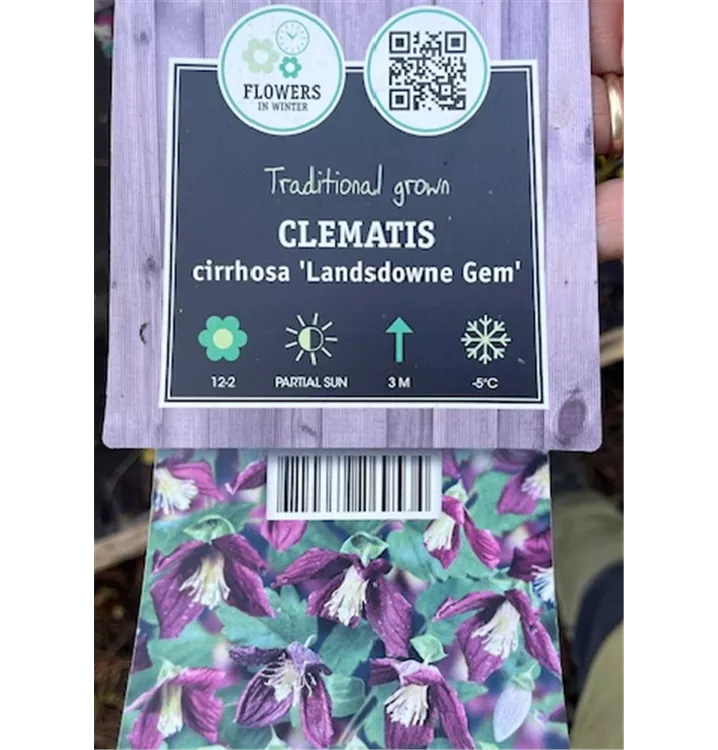 FLOWERS
IN WINTER
Traditional grown
CLEMATIS
cirrhosa 'Landsdowne Gem'
12-2 PARTIAL SUN 3 M -5°C